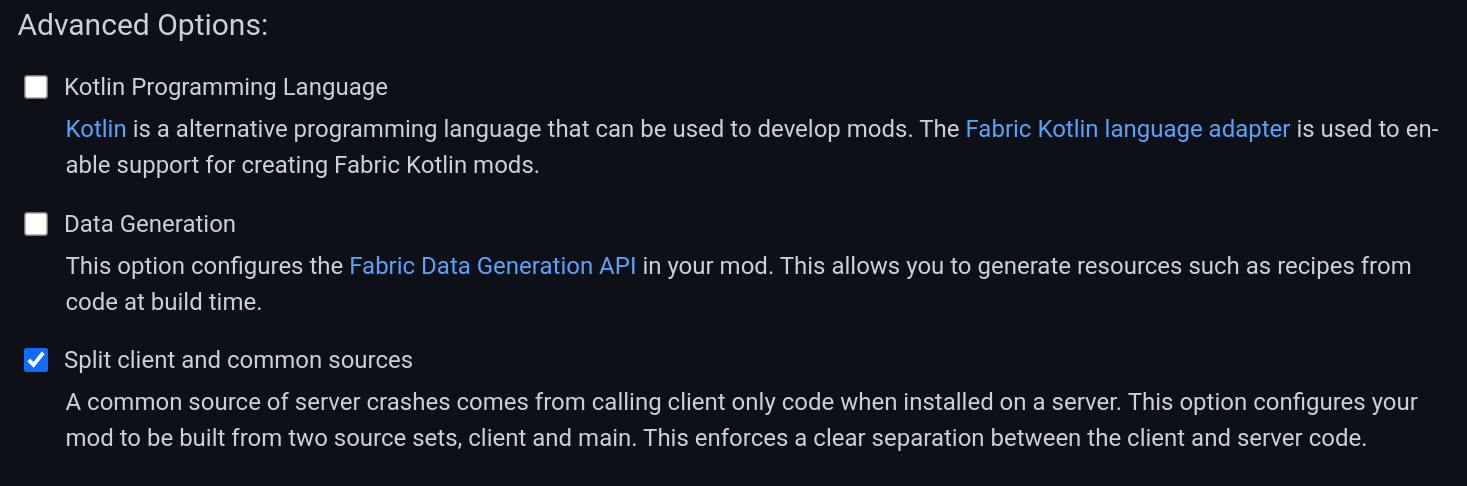 Advanced Options:
Kotlin Programming Language
Kotlin is a alternative programming language that can be used to develop mods. The Fabric Kotlin language adapter is used to en-
able support for creating Fabric Kotlin mods.
Data Generation
This option configures the Fabric Data Generation API in your mod. This allows you to generate resources such as recipes from
code at build time.
Split client and common sources
A common source of server crashes comes from calling client only code when installed on a server. This option configures your
mod to be built from two source sets, client and main. This enforces a clear separation between the client and server code.